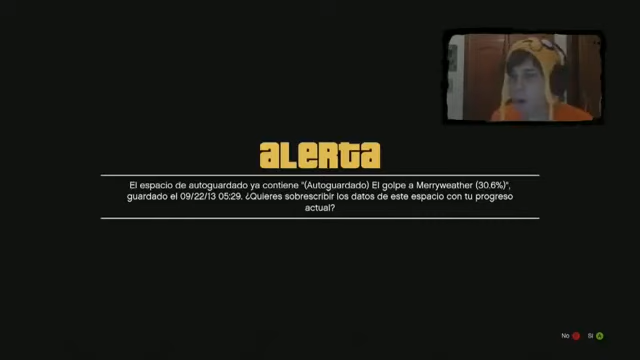 ALERTA
El espacio de autoguardado ya contiene "(Autoguardado) El golpe a Merryweather (30.6%)",
guardado el 09/22/13 05:29. ¿Quieres sobrescribir los datos de este espacio con tu progreso
actual?
No B SI A